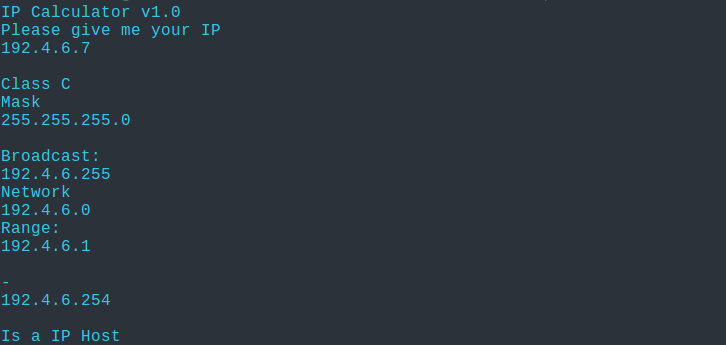 IP Calculator v1.0
Please give me your IP
192.4.6.7
Class C
Mask
255.255.255.0
Broadcast:
192.4.6.255
Network
192.4.6.0
Range:
192.4.6.1
-
192.4.6.254
Is a IP Host